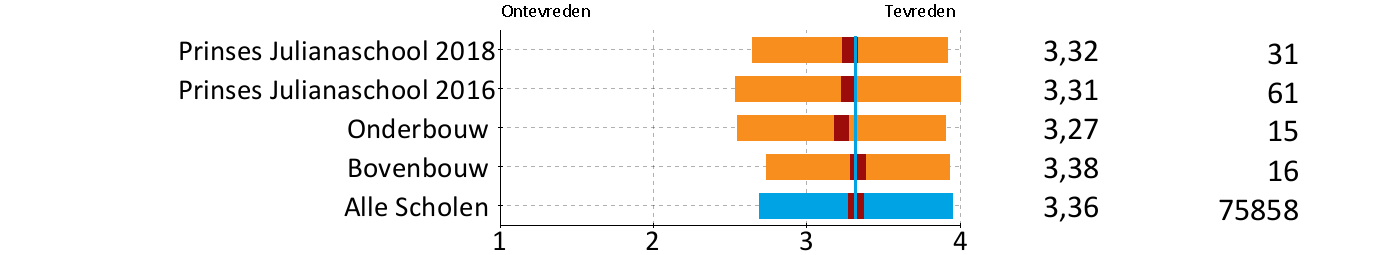 Ontevreden Tevreden
Prinses Julianaschool 2018 3,32 31
Prinses Julianaschool 2016 3,31 61
Onderbouw 3,27 15
Bovenbouw 3,38 16
Alle Scholen 3,36 75858
1 2 3 4